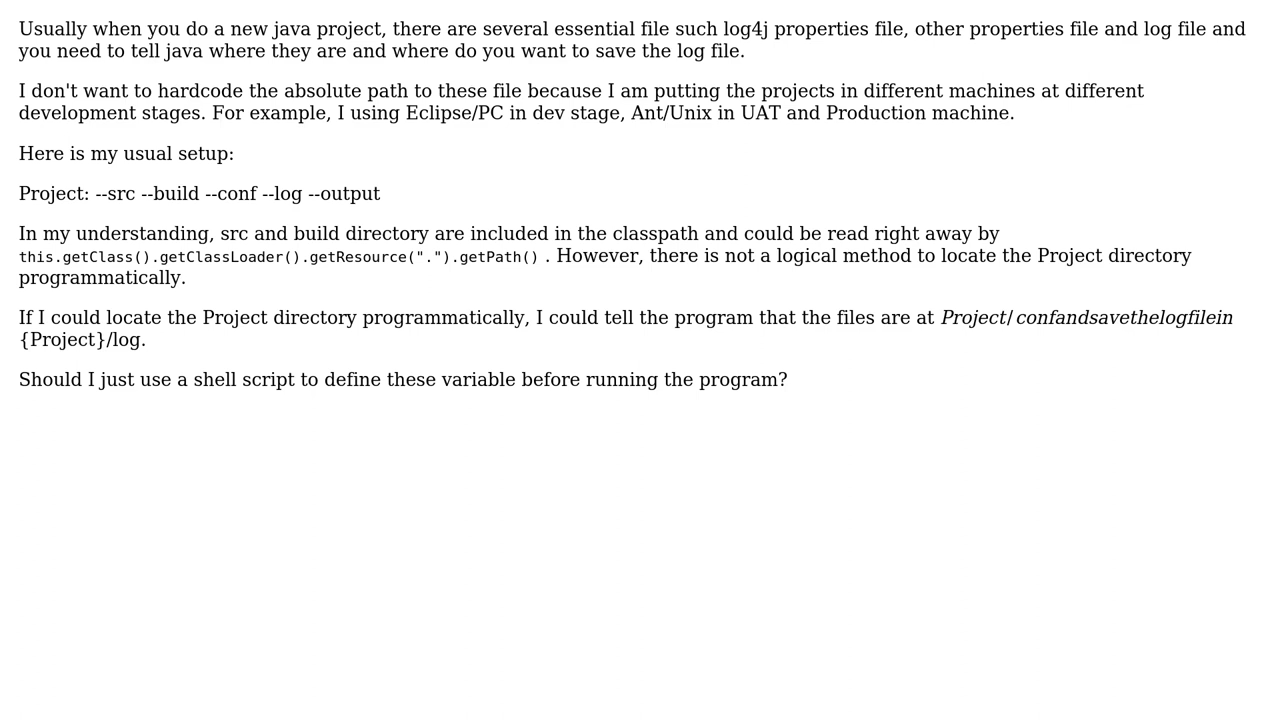 Usually when you do a new java project, there are several essential file such log4j properties file, other properties file and log file and
you need to tell java where they are and where do you want to save the log file.
I don't want to hardcode the absolute path to these file because I am putting the projects in different machines at different
development stages. For example, I using Eclipse/PC in dev stage, Ant/Unix in UAT and Production machine.
Here is my usual setup:
Project: --src --build --conf --log --output
In my understanding, src and build directory are included in the classpath and could be read right away by
this.getClass().getClassLoader().getResource(".").getPath() . However, there is not a logical method to locate the Project directory
programmatically.
If I could locate the Project directory programmatically, I could tell the program that the files are at Project/confandsavethelogfilein
{Project}/log.
Should I just use a shell script to define these variable before running the program?